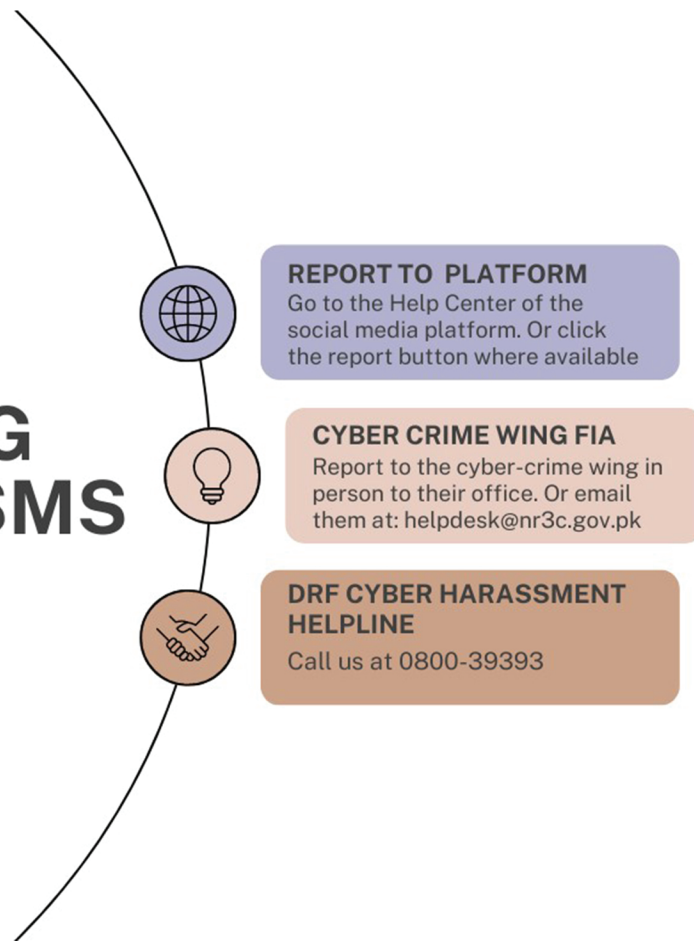 G
SMS
REPORT TO PLATFORM
Go to the Help Center of the
social media platform. Or click
the report button where available
CYBER CRIME WING FIA
Report to the cyber-crime wing in
person to their office. Or email
them at: helpdesk@nr3c.gov.pk
DRF CYBER HARASSMENT
HELPLINE
Call us at 0800-39393